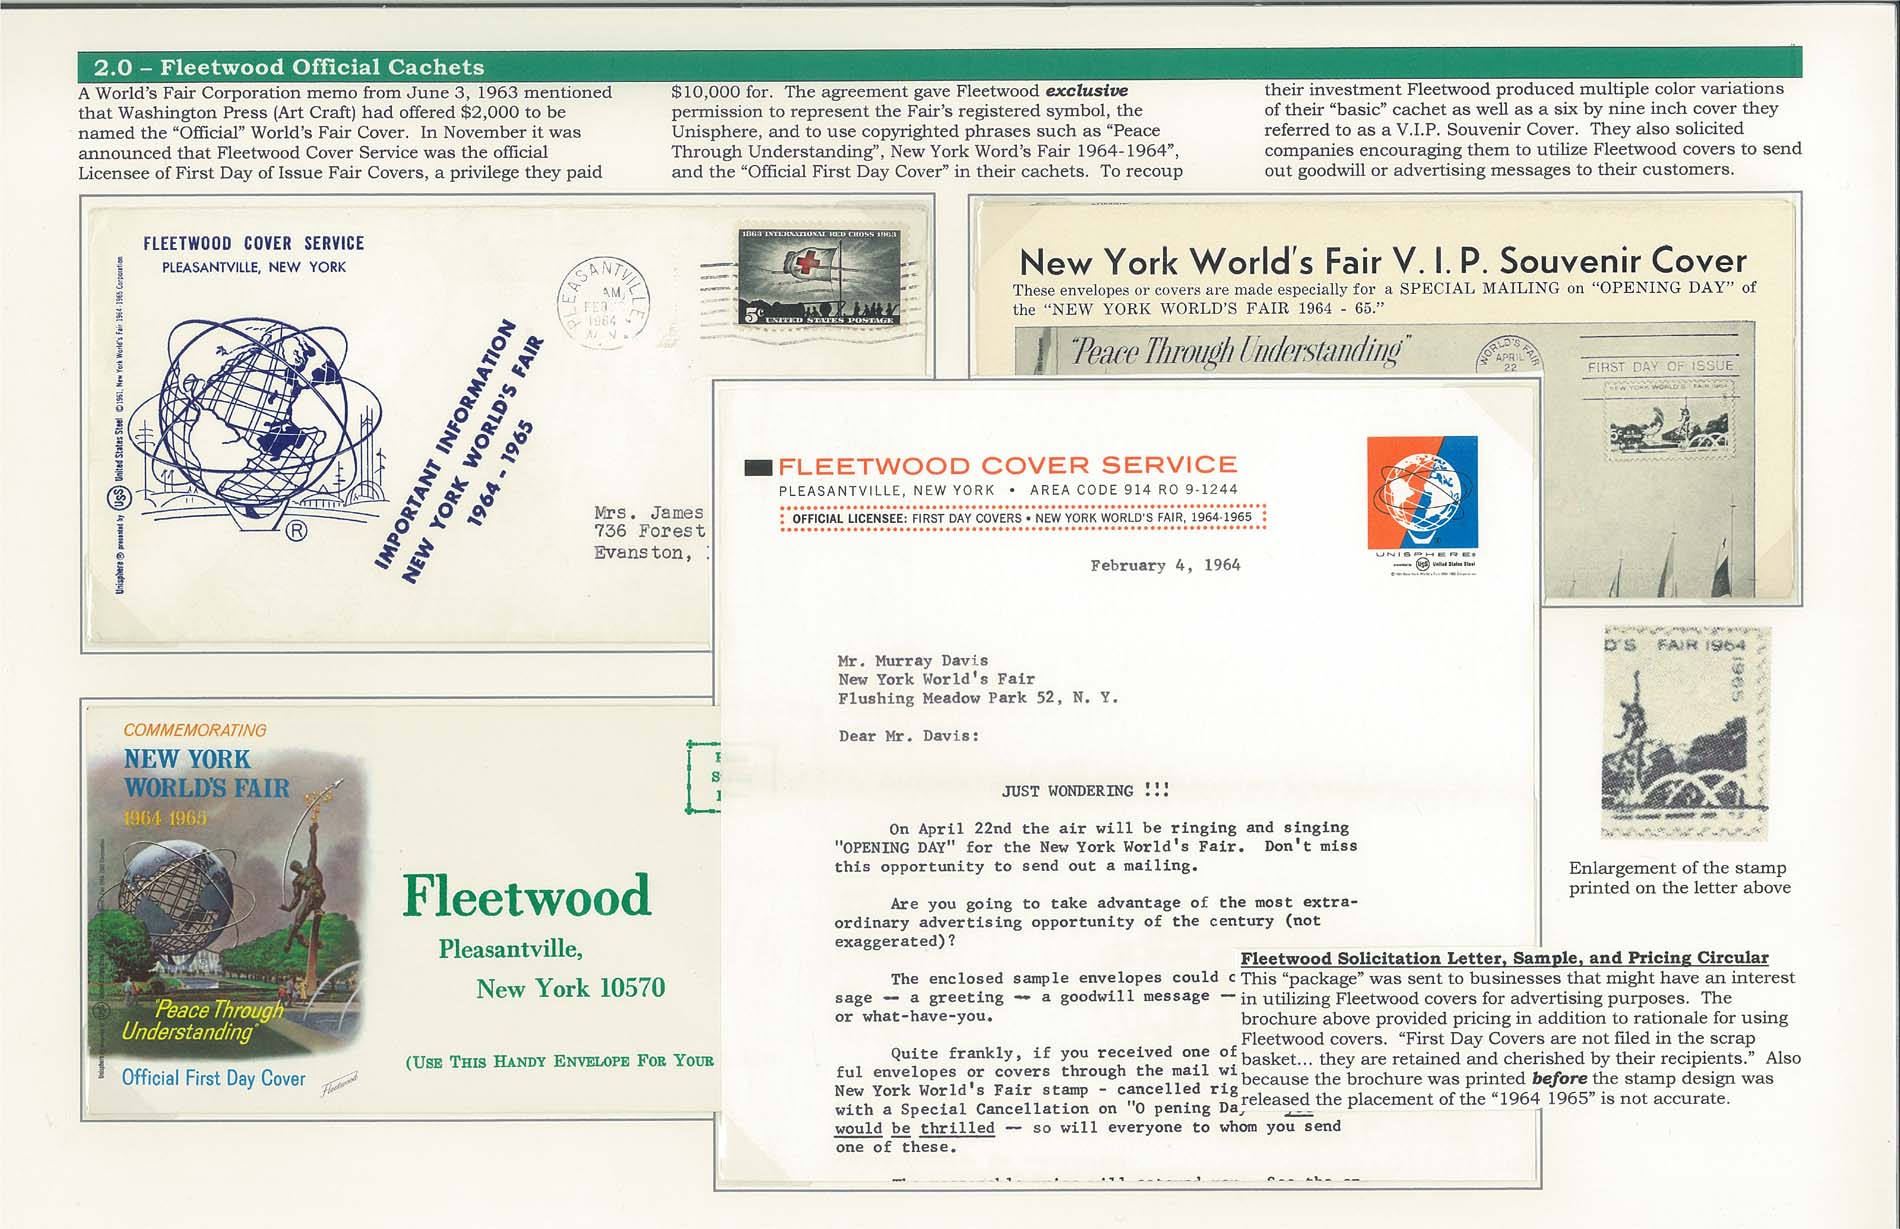 2.0 – Fleetwood Official Cachets
A World's Fair Corporation memo from June 3, 1963 mentioned
that Washington Press (Art Craft) had offered $2,000 to be
named the “Official” World's Fair Cover. In November it was
announced that Fleetwood Cover Service was the official
Licensee of First Day of Issue Fair Covers, a privilege they paid
$10,000 for. The agreement gave Fleetwood exclusive
permission to represent the Fair's registered symbol, the
Unisphere, and to use copyrighted phrases such as “Peace
Through Understanding”, New York Word's Fair 1964-1964”,
and the “Official First Day Cover” in their cachets. To recoup
their investment Fleetwood produced multiple color variations
of their “basic” cachet as well as a six by nine inch cover they
referred to as a V.I.P. Souvenir Cover. They also solicited
companies encouraging them to utilize Fleetwood covers to send
out goodwill or advertising messages to their customers.
FLEETWOOD COVER SERVICE
PLEASANTVILLE, NEW YORK
Unisphere ® presented by USS United States Steel © 1961, New York World's Fair 1964-1965 Corporation
®
IMPORTANT INFORMATION
NEW YORK WORLD'S FAIR
1964 - 1965
PLEASANTVILLE,
AM
FEB
1964
N.Y.
1863 INTERNATIONAL RED CROSS 1963
5¢
UNITED STATES POSTAGE
Mrs. James
736 Forest
Evanston,
New York World's Fair V. I. P. Souvenir Cover
These envelopes or covers are made especially for a SPECIAL MAILING on “OPENING DAY” of
the “NEW YORK WORLD'S FAIR 1964 - 65.”
"Peace Through Understanding"
WORLD'S FAIR
APRIL
22
FIRST DAY OF ISSUE
NEW YORK WORLD'S FAIR 1964
FLEETWOOD COVER SERVICE
PLEASANTVILLE, NEW YORK • AREA CODE 914 RO 9-1244
OFFICIAL LICENSEE: FIRST DAY COVERS • NEW YORK WORLD'S FAIR, 1964-1965
UNISPHERE®
presented by USS United States Steel
February 4, 1964
Mr. Murray Davis
New York World's Fair
Flushing Meadow Park 52, N. Y.
Dear Mr. Davis:
JUST WONDERING !!!
On April 22nd the air will be ringing and singing
"OPENING DAY" for the New York World's Fair. Don't miss
this opportunity to send out a mailing.
Are you going to take advantage of the most extra-
ordinary advertising opportunity of the century (not
exaggerated)?
The enclosed sample envelopes could c
sage — a greeting — a goodwill message —
or what-have-you.
Quite frankly, if you received one of
ful envelopes or covers through the mail wi
New York World's Fair stamp - cancelled rig
with a Special Cancellation on "O pening Da
would be thrilled — so will everyone to whom you send
one of these.
D'S FAIR 1964
1965
Enlargement of the stamp
printed on the letter above
COMMEMORATING
NEW YORK
WORLD'S FAIR
1964-1965
"Peace Through
Understanding"
Official First Day Cover
Fleetwood
Fleetwood
Pleasantville,
New York 10570
(USE THIS HANDY ENVELOPE FOR YOUR
Fleetwood Solicitation Letter, Sample, and Pricing Circular
This “package” was sent to businesses that might have an interest
in utilizing Fleetwood covers for advertising purposes. The
brochure above provided pricing in addition to rationale for using
Fleetwood covers. “First Day Covers are not filed in the scrap
basket... they are retained and cherished by their recipients.” Also
because the brochure was printed before the stamp design was
released the placement of the “1964 1965” is not accurate.